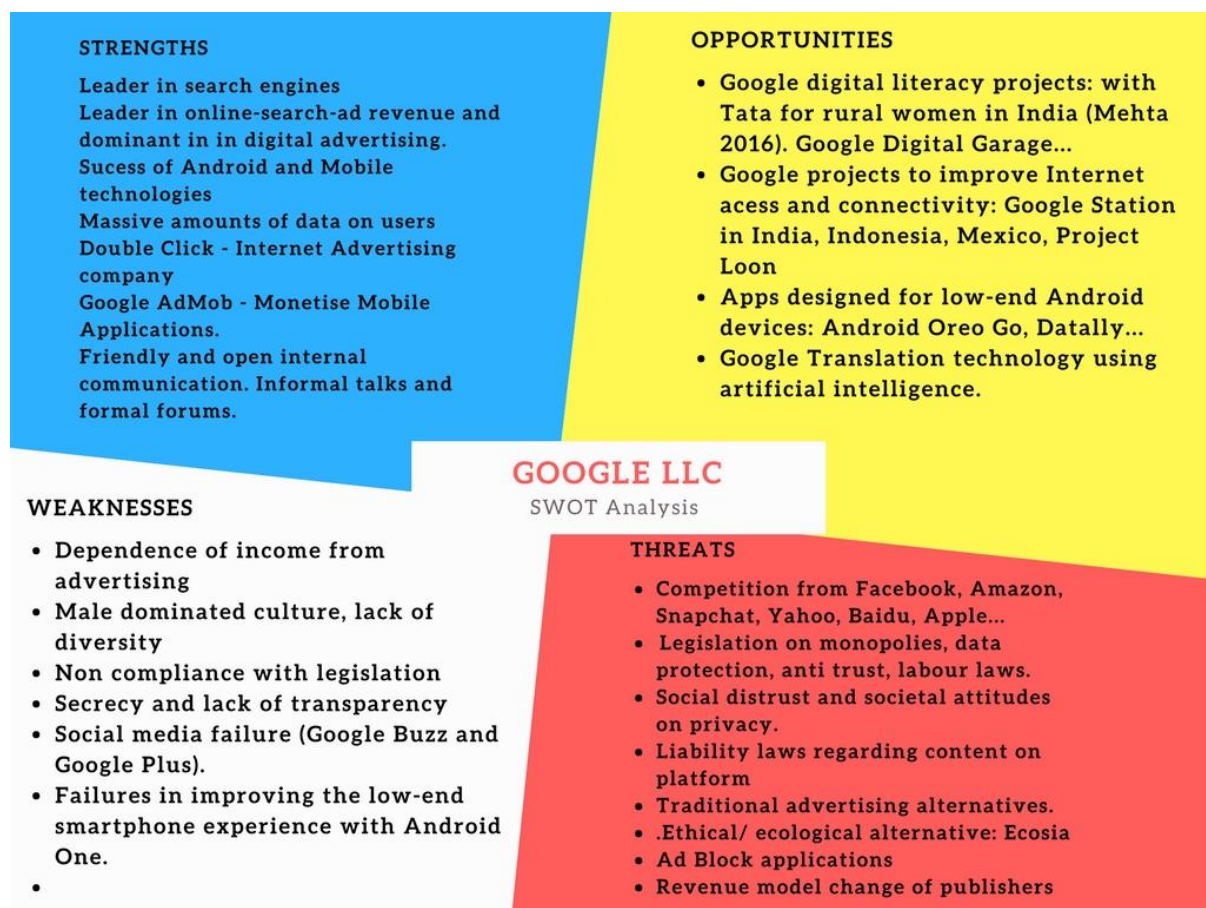 STRENGTHS
Leader in search engines
Leader in online-search-ad revenue and
dominant in in digital advertising.
Sucess of Android and Mobile
technologies
Massive amounts of data on users
Double Click - Internet Advertising
company
Google AdMob - Monetise Mobile
Applications.
Friendly and open internal
communication. Informal talks and
formal forums.
OPPORTUNITIES
• Google digital literacy projects: with
Tata for rural women in India (Mehta
2016). Google Digital Garage...
• Google projects to improve Internet
acess and connectivity: Google Station
in India, Indonesia, Mexico, Project
Loon
• Apps designed for low-end Android
devices: Android Oreo Go, Datally...
• Google Translation technology using
artificial intelligence.
GOOGLE LLC
SWOT Analysis
WEAKNESSES
• Dependence of income from
advertising
• Male dominated culture, lack of
diversity
• Non compliance with legislation
• Secrecy and lack of transparency
• Social media failure (Google Buzz and
Google Plus).
• Failures in improving the low-end
smartphone experience with Android
One.
•
THREATS
• Competition from Facebook, Amazon,
Snapchat, Yahoo, Baidu, Apple...
• Legislation on monopolies, data
protection, anti trust, labour laws.
• Social distrust and societal attitudes
on privacy.
• Liability laws regarding content on
platform
• Traditional advertising alternatives.
• .Ethical/ ecological alternative: Ecosia
• Ad Block applications
• Revenue model change of publishers